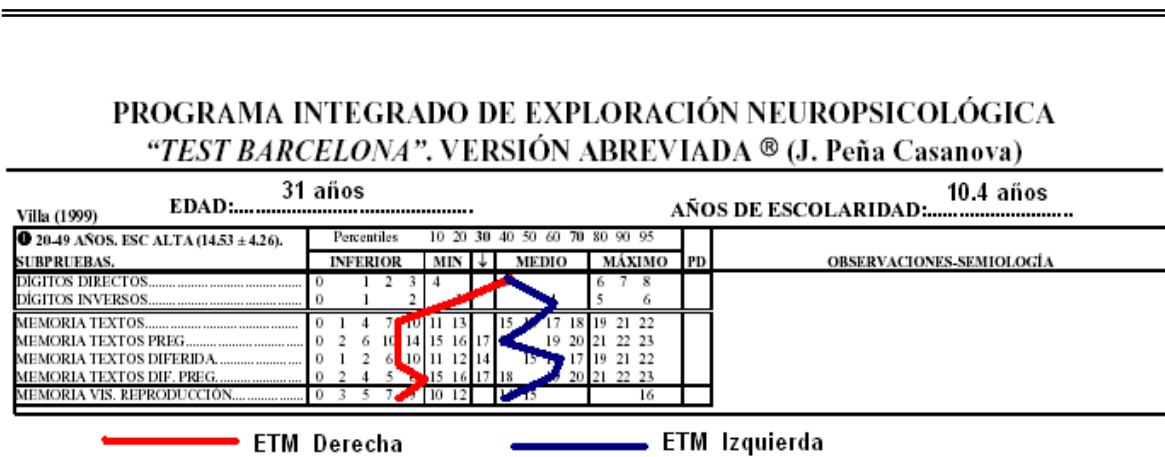 PROGRAMA INTEGRADO DE EXPLORACIÓN NEUROPSICOLÓGICA
“TEST BARCELONA”. VERSIÓN ABREVIADA ® (J. Peña Casanova)
31 años 10.4 años
Villa (1999) EDAD:................................................ AÑOS DE ESCOLARIDAD:.............................
❶ 20-49 AÑOS. ESC ALTA (14.53 ± 4.26). Percentiles 10 20 30 40 50 60 70 80 90 95
SUBPRUEBAS. INFERIOR MIN ↓ MEDIO MÁXIMO PD OBSERVACIONES-SEMIOLOGÍA
DÍGITOS DIRECTOS...................................... 0 1 2 3 4 6 7 8
DÍGITOS INVERSOS...................................... 0 1 2 5 6
MEMORIA TEXTOS....................................... 0 1 4 7 10 11 13 15 17 18 19 21 22
MEMORIA TEXTOS PREG.............................. 0 2 6 10 14 15 16 17 19 20 21 22 23
MEMORIA TEXTOS DIFERIDA...................... 0 1 2 6 10 11 12 14 15 17 19 21 22
MEMORIA TEXTOS DIF. PREG...................... 0 2 4 5 15 16 17 18 20 21 22 23
MEMORIA VIS. REPRODUCCIÓN.................. 0 3 5 7 9 10 12 14 15 16
ETM Derecha ETM Izquierda